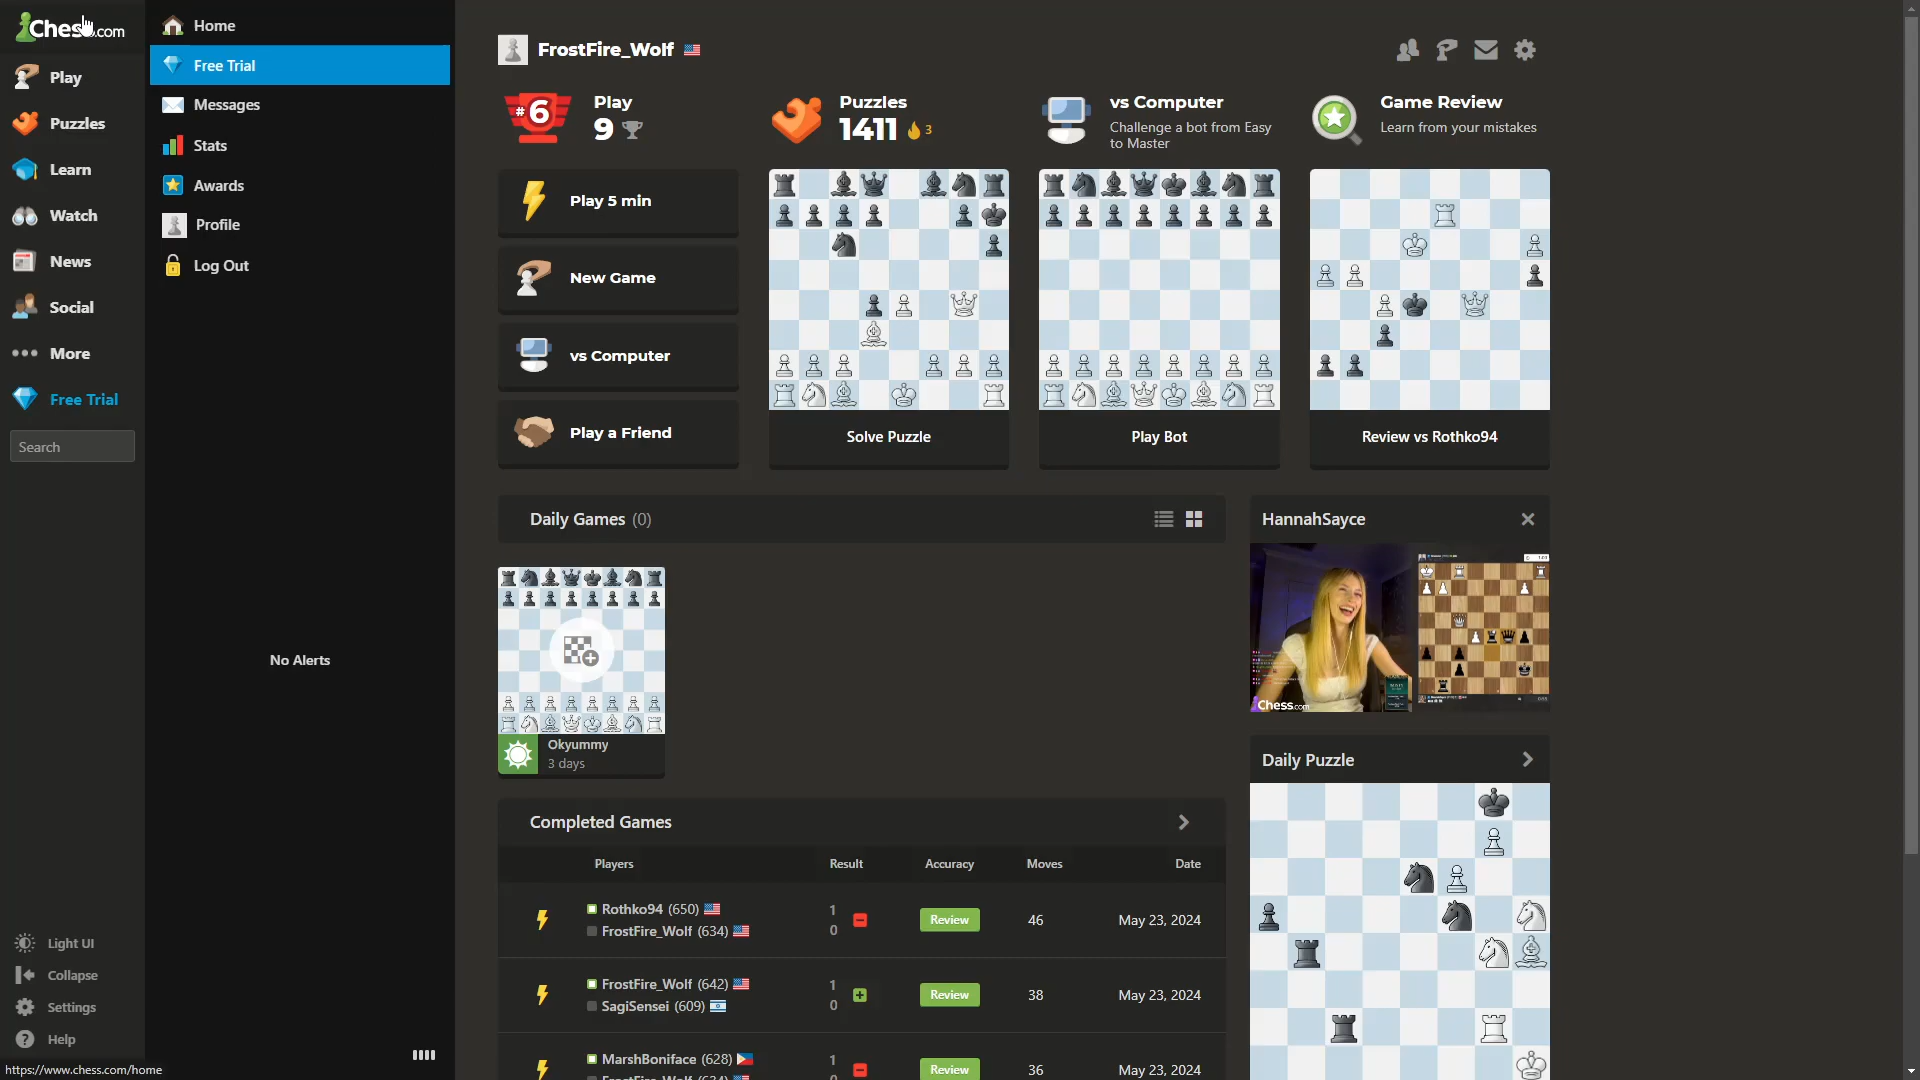 Chess.com
Play
Puzzles
Learn
Watch
News
Social
More
Free Trial
Search
Light UI
Collapse
Settings
Help
https://www.chess.com/home
Home
Free Trial
Messages
Stats
Awards
Profile
Log Out
No Alerts
FrostFire_Wolf
#6
Play
9
Puzzles
1411 3
vs Computer
Challenge a bot from Easy
to Master
Game Review
Learn from your mistakes
Play 5 min
New Game
vs Computer
Play a Friend
Solve Puzzle
Play Bot
Review vs Rothko94
Daily Games (0)
Okyummy
3 days
HannahSayce
Chess.com
Daily Puzzle
Completed Games
Players Result Accuracy Moves Date
Rothko94 (650) 1
FrostFire_Wolf (634) 0
Review 46 May 23, 2024
FrostFire_Wolf (642) 1
SagiSensei (609) 0
Review 38 May 23, 2024
MarshBoniface (628) 1
FrostFire_Wolf (634) 0
Review 36 May 23, 2024